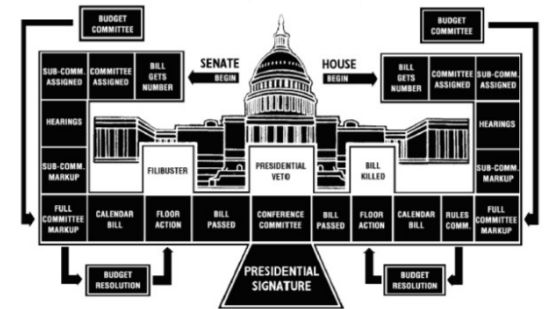 BUDGET
COMMITTEE
BUDGET
COMMITTEE
SUB-COMM.
ASSIGNED
COMMITTEE
ASSIGNED
BILL
GETS
NUMBER
SENATE
BEGIN
HOUSE
BEGIN
BILL
GETS
NUMBER
COMMITTEE
ASSIGNED
SUB-COMM.
ASSIGNED
HEARINGS
HEARINGS
SUB-COMM.
MARKUP
FILIBUSTER
PRESIDENTIAL
VETO
BILL
KILLED
SUB-COMM.
MARKUP
FULL
COMMITTEE
MARKUP
CALENDAR
BILL
FLOOR
ACTION
BILL
PASSED
CONFERENCE
COMMITTEE
BILL
PASSED
FLOOR
ACTION
CALENDAR
BILL
RULES
COMM.
FULL
COMMITTEE
MARKUP
BUDGET
RESOLUTION
PRESIDENTIAL
SIGNATURE
BUDGET
RESOLUTION